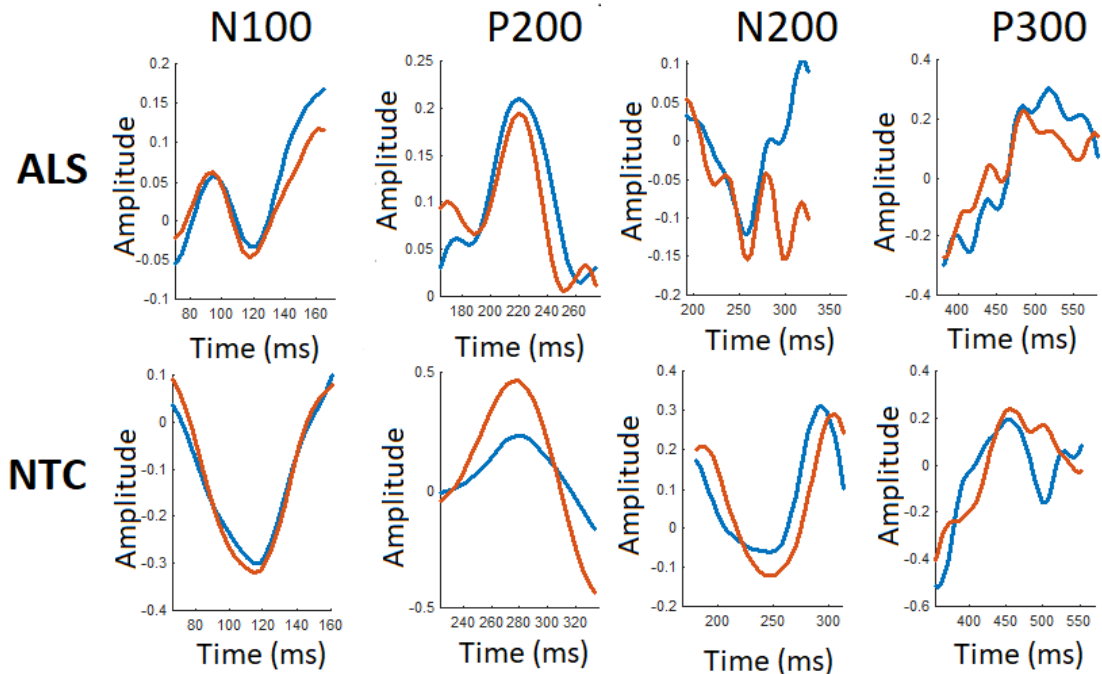 N100 P200 N200 P300
ALS
Amplitude
0.2
0.15
0.1
0.05
0
-0.05
-0.1
80 100 120 140 160
Time (ms)
Amplitude
0.25
0.2
0.15
0.1
0.05
0
180 200 220 240 260
Time (ms)
Amplitude
0.1
0.05
0
-0.05
-0.1
-0.15
-0.2
200 250 300 350
Time (ms)
Amplitude
0.4
0.2
0
-0.2
-0.4
400 450 500 550
Time (ms)
NTC
Amplitude
0.1
0
-0.1
-0.2
-0.3
-0.4
80 100 120 140 160
Time (ms)
Amplitude
0.5
0
-0.5
240 260 280 300 320
Time (ms)
Amplitude
0.4
0.3
0.2
0.1
0
-0.1
-0.2
200 250 300
Time (ms)
Amplitude
0.4
0.2
0
-0.2
-0.4
-0.6
400 450 500 550
Time (ms)